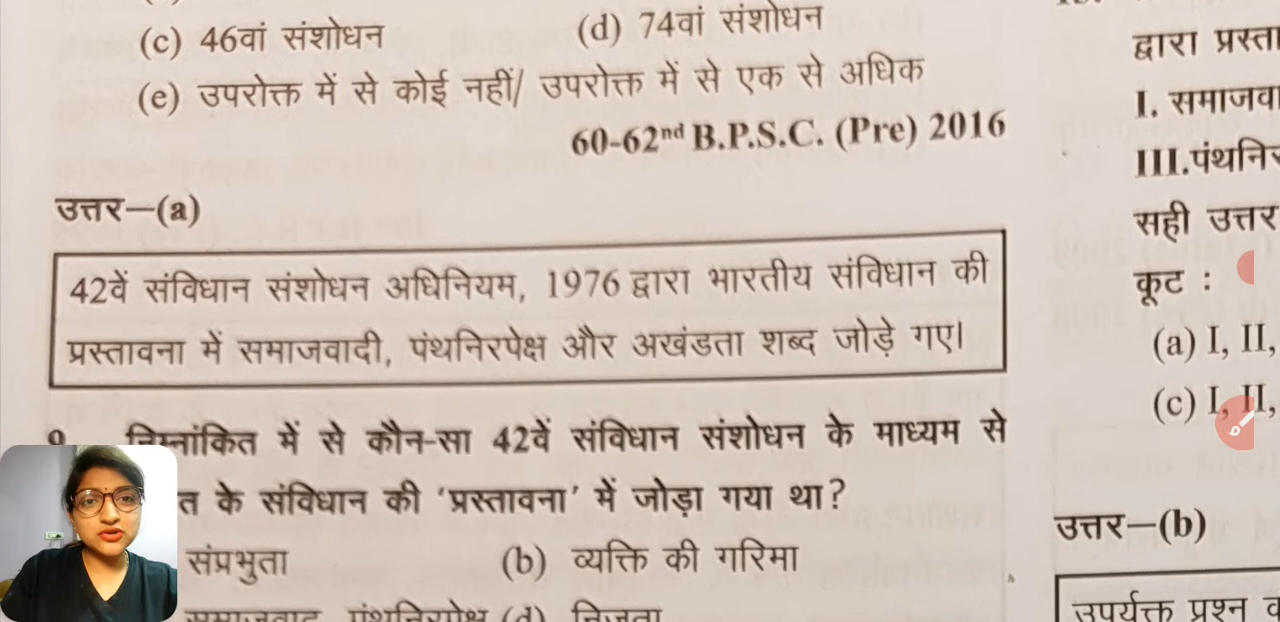 (c) 46वां संशोधन (d) 74वां संशोधन
(e) उपरोक्त में से कोई नहीं/ उपरोक्त में से एक से अधिक
60-62nd B.P.S.C. (Pre) 2016
उत्तर–(a)
42वें संविधान संशोधन अधिनियम, 1976 द्वारा भारतीय संविधान की
प्रस्तावना में समाजवादी, पंथनिरपेक्ष और अखंडता शब्द जोड़े गए।
निम्नांकित में से कौन-सा 42वें संविधान संशोधन के माध्यम से
के संविधान की 'प्रस्तावना' में जोड़ा गया था?
संप्रभुता (b) व्यक्ति की गरिमा
समाजवाद पंथनिरपेक्ष (d) निजता
द्वारा
I.
III.
सही उत्तर
कूट :
(a) I, II,
(c) I, II,
उत्तर–(b)
उपर्युक्त प्रश्न